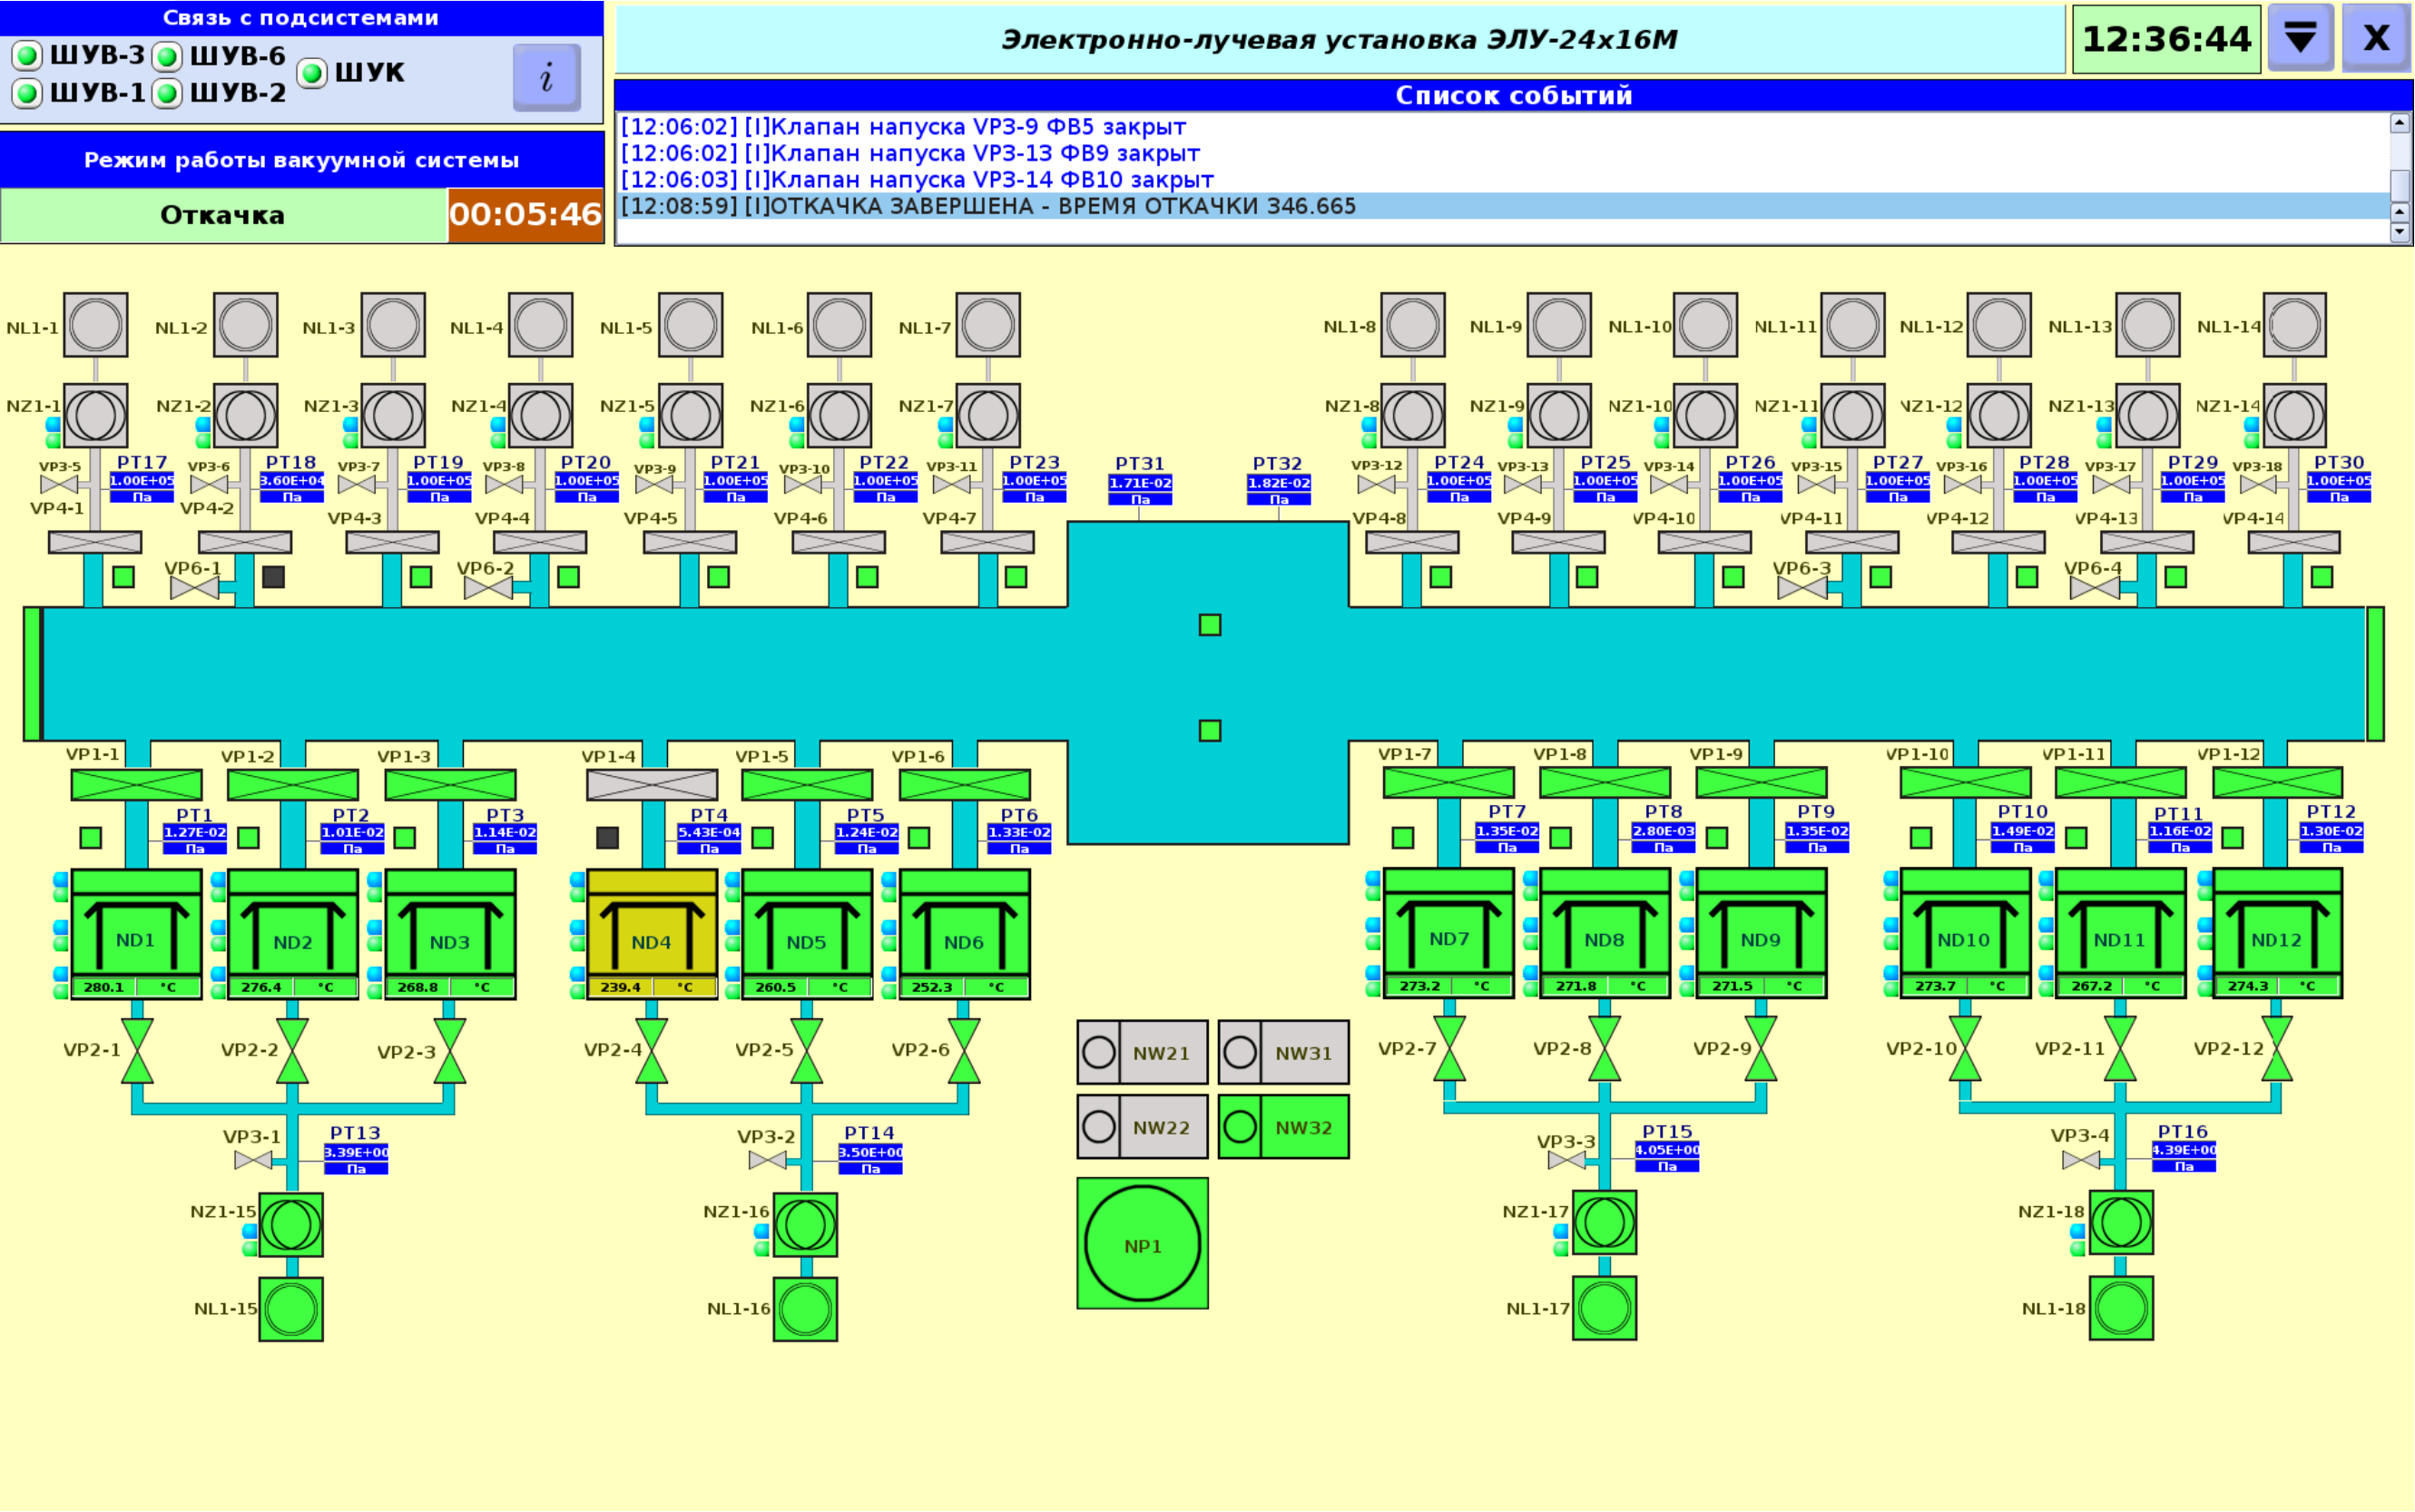 Связь с подсистемами
ШУВ-3 ШУВ-6 ШУК
ШУВ-1 ШУВ-2
i
Режим работы вакуумной системы
Откачка 00:05:46
Электронно-лучевая установка ЭЛУ-24x16М
12:36:44 X
Список событий
[12:06:02] [I]Клапан напуска VP3-9 ФВ5 закрыт
[12:06:02] [I]Клапан напуска VP3-13 ФВ9 закрыт
[12:06:03] [I]Клапан напуска VP3-14 ФВ10 закрыт
[12:08:59] [I]ОТКАЧКА ЗАВЕРШЕНА - ВРЕМЯ ОТКАЧКИ 346.665
NL1-1 NL1-2 NL1-3 NL1-4 NL1-5 NL1-6 NL1-7 NL1-8 NL1-9 NL1-10 NL1-11 NL1-12 NL1-13 NL1-14
NZ1-1 NZ1-2 NZ1-3 NZ1-4 NZ1-5 NZ1-6 NZ1-7 NZ1-8 NZ1-9 NZ1-10 NZ1-11 NZ1-12 NZ1-13 NZ1-14
VP3-5 PT17 VP3-6 PT18 VP3-7 PT19 VP3-8 PT20 VP3-9 PT21 VP3-10 PT22 VP3-11 PT23 PT31 PT32 VP3-12 PT24 VP3-13 PT25 VP3-14 PT26 VP3-15 PT27 VP3-16 PT28 VP3-17 PT29 VP3-18 PT30
1.00E+05 3.60E+04 1.00E+05 1.00E+05 1.00E+05 1.00E+05 1.00E+05 1.71E-02 1.82E-02 1.00E+05 1.00E+05 1.00E+05 1.00E+05 1.00E+05 1.00E+05 1.00E+05
Па Па Па Па Па Па Па Па Па Па Па Па Па Па Па Па
VP4-1 VP4-2 VP4-3 VP4-4 VP4-5 VP4-6 VP4-7 VP4-8 VP4-9 VP4-10 VP4-11 VP4-12 VP4-13 VP4-14
VP6-1 VP6-2 VP6-3 VP6-4
VP1-1 VP1-2 VP1-3 VP1-4 VP1-5 VP1-6 VP1-7 VP1-8 VP1-9 VP1-10 VP1-11 VP1-12
PT1 PT2 PT3 PT4 PT5 PT6 PT7 PT8 PT9 PT10 PT11 PT12
1.27E-02 1.01E-02 1.14E-02 5.43E-04 1.24E-02 1.33E-02 1.35E-02 2.80E-03 1.35E-02 1.49E-02 1.16E-02 1.30E-02
Па Па Па Па Па Па Па Па Па Па Па Па
ND1 ND2 ND3 ND4 ND5 ND6 ND7 ND8 ND9 ND10 ND11 ND12
280.1 °C 276.4 °C 268.8 °C 239.4 °C 260.5 °C 252.3 °C 273.2 °C 271.8 °C 271.5 °C 273.7 °C 267.2 °C 274.3 °C
VP2-1 VP2-2 VP2-3 VP2-4 VP2-5 VP2-6 NW21 NW31 VP2-7 VP2-8 VP2-9 VP2-10 VP2-11 VP2-12
NW22 NW32
VP3-1 PT13 VP3-2 PT14 VP3-3 PT15 VP3-4 PT16
3.39E+00 3.50E+00 4.05E+00 4.39E+00
Па Па Па Па
NZ1-15 NZ1-16 NZ1-17 NZ1-18
NP1
NL1-15 NL1-16 NL1-17 NL1-18